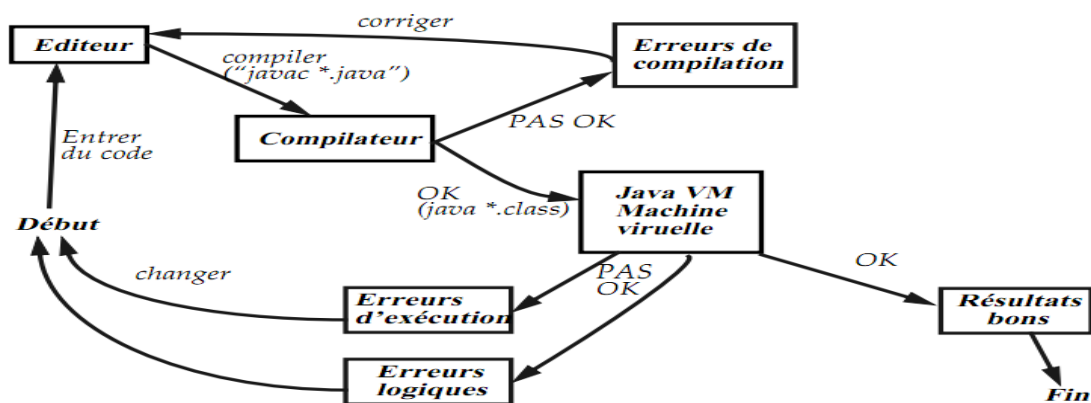 corriger
Editeur
Erreurs de
compilation
compiler
("javac *.java")
PAS OK
Compilateur
Entrer
du code
OK
(java *.class)
Java VM
Machine
viruelle
Début
changer
PAS
OK
OK
Erreurs
d'exécution
Résultats
bons
Erreurs
logiques
Fin